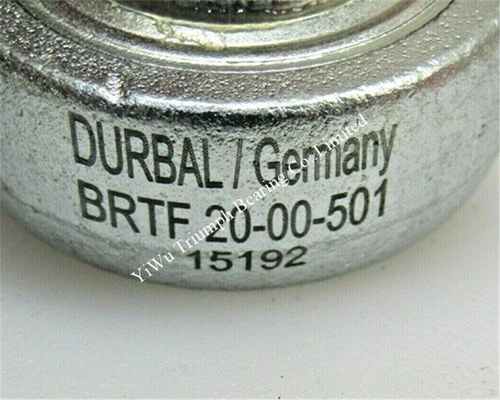 DURBAL / Germany
BRTF 20-00-501
15192
YiWu Triumph Bearing Co.,Limited